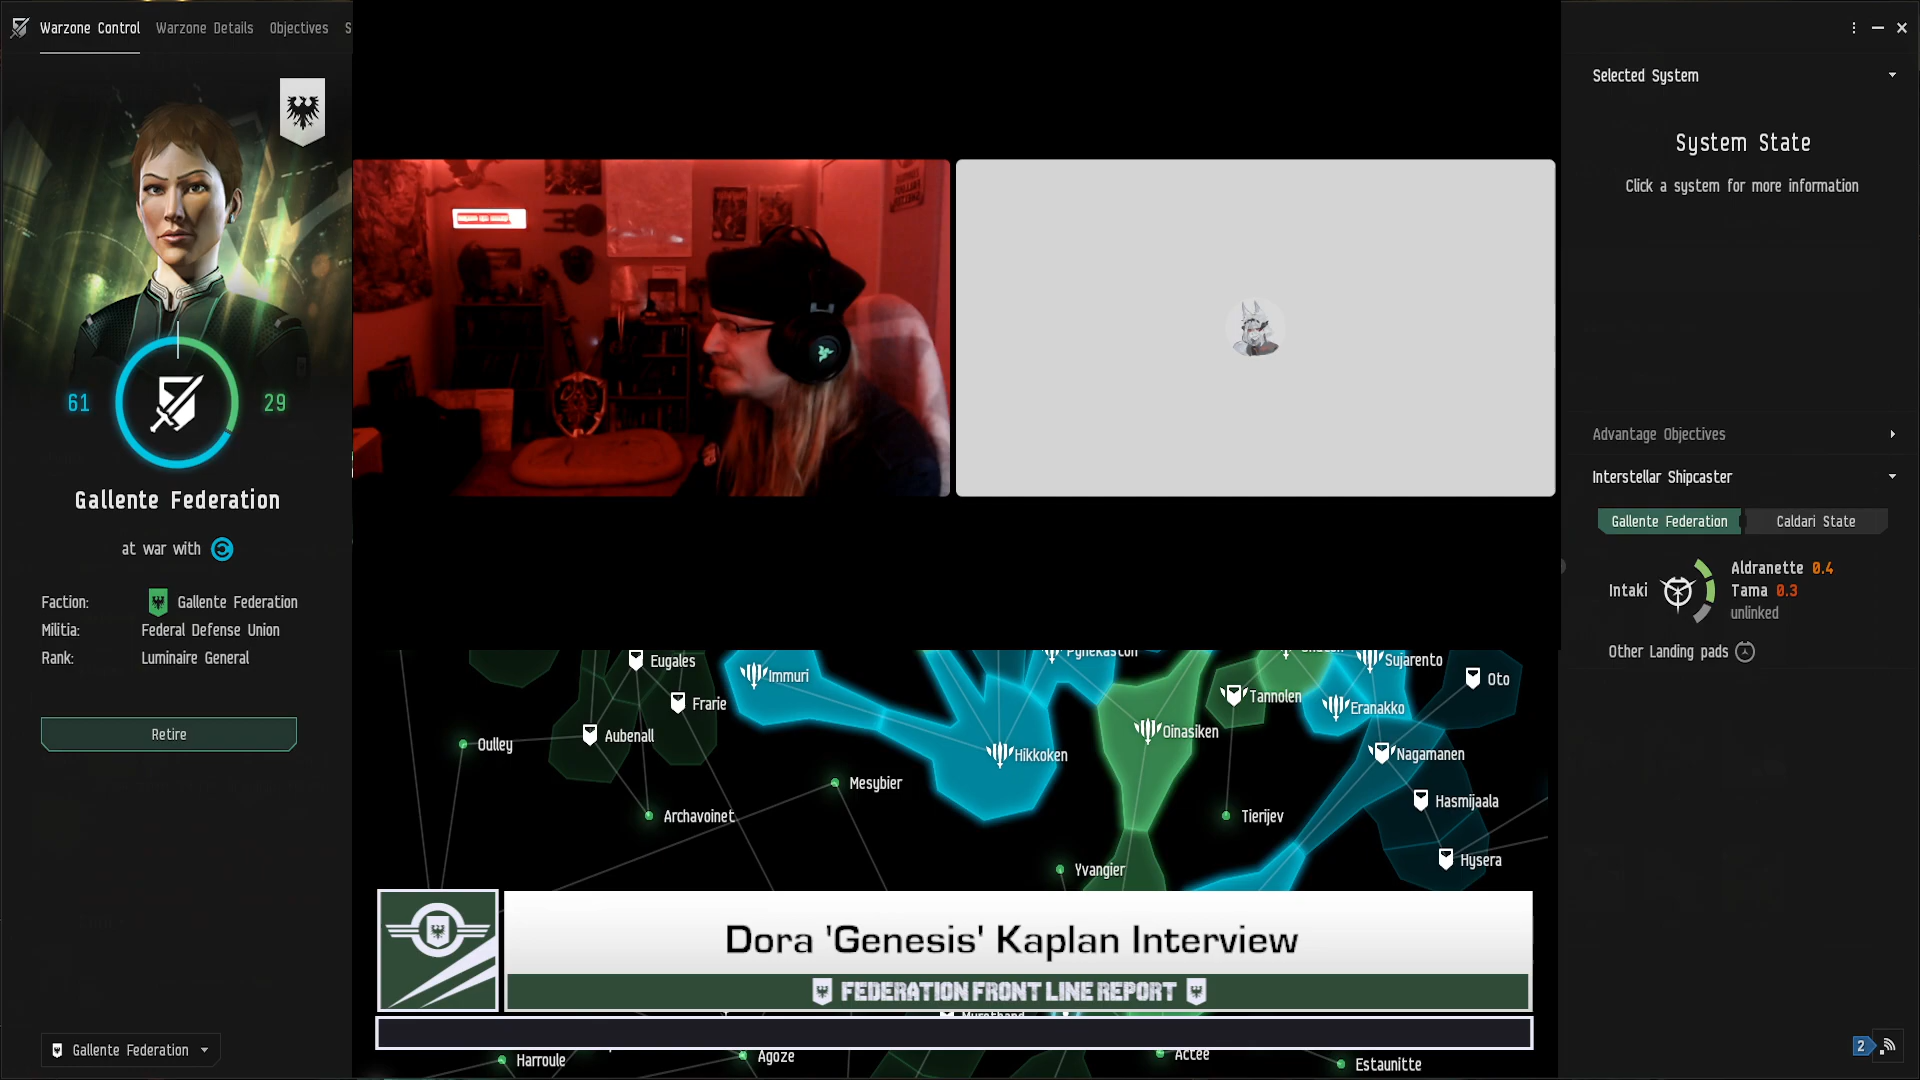 Warzone Control
Warzone Details
Objectives
S
61
29
Gallente Federation
at war with
Faction: Gallente Federation
Militia: Federal Defense Union
Rank: Luminaire General
Retire
Gallente Federation
Selected System
System State
Click a system for more information
Advantage Objectives
Interstellar Shipcaster
Gallente Federation
Caldari State
Intaki
Aldranette 0.4
Tama 0.3
unlinked
Other Landing pads
2
Eugales
Immuri
Pynekaston
Sujarento
Oto
Frarie
Tannolen
Eranakko
Aubenall
Oulley
Oinasiken
Hikkoken
Nagamanen
Mesybier
Hasmijaala
Archavoinet
Tierijev
Yvangier
Hysera
Dora 'Genesis' Kaplan Interview
FEDERATION FRONT LINE REPORT
Harroule
Agoze
Actee
Estaunitte